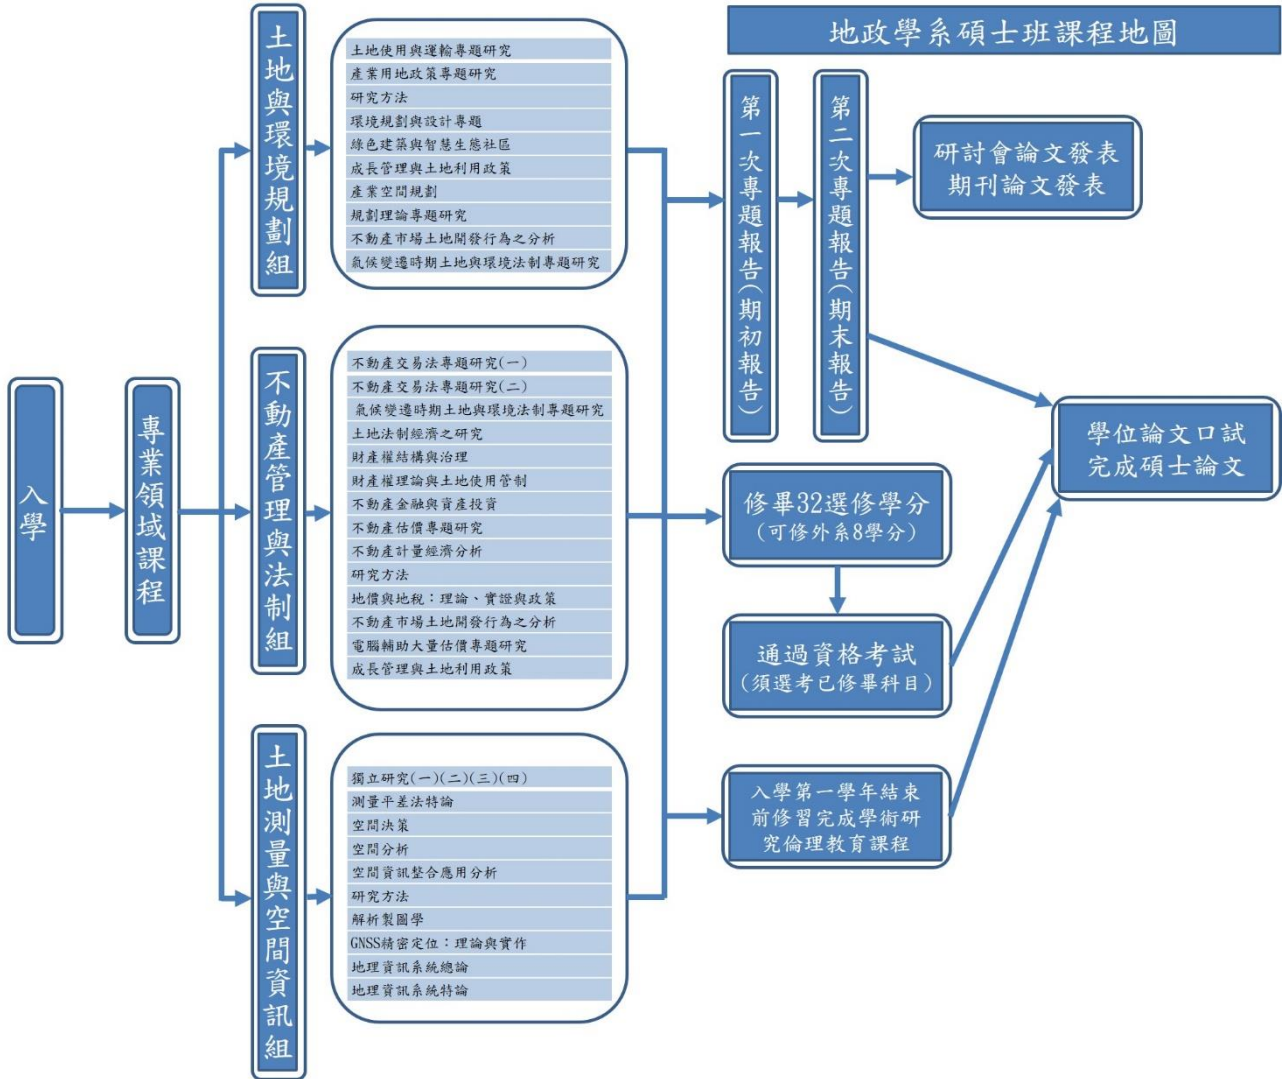 地政學系碩士班課程地圖
入學
專業領域課程
土地與環境規劃組
土地使用與運輸專題研究
產業用地政策專題研究
研究方法
環境規劃與設計專題
綠色建築與智慧生態社區
成長管理與土地利用政策
產業空間規劃
規劃理論專題研究
不動產市場土地開發行為之分析
氣候變遷時期土地與環境法制專題研究
不動產管理與法制組
不動產交易法專題研究(一)
不動產交易法專題研究(二)
氣候變遷時期土地與環境法制專題研究
土地法制經濟之研究
財產權結構與治理
財產權理論與土地使用管制
不動產金融與資產投資
不動產估價專題研究
不動產計量經濟分析
研究方法
地價與地稅：理論、實證與政策
不動產市場土地開發行為之分析
電腦輔助大量估價專題研究
成長管理與土地利用政策
土地測量與空間資訊組
獨立研究(一)(二)(三)(四)
測量平差法特論
空間決策
空間分析
空間資訊整合應用分析
研究方法
解析製圖學
GNSS精密定位：理論與實作
地理資訊系統總論
地理資訊系統特論
第一次專題報告(期初報告)
第二次專題報告(期末報告)
研討會論文發表
期刊論文發表
修畢32選修學分
(可修外系8學分)
通過資格考試
(須選考已修畢科目)
入學第一學年結束
前修習完成學術研
究倫理教育課程
學位論文口試
完成碩士論文